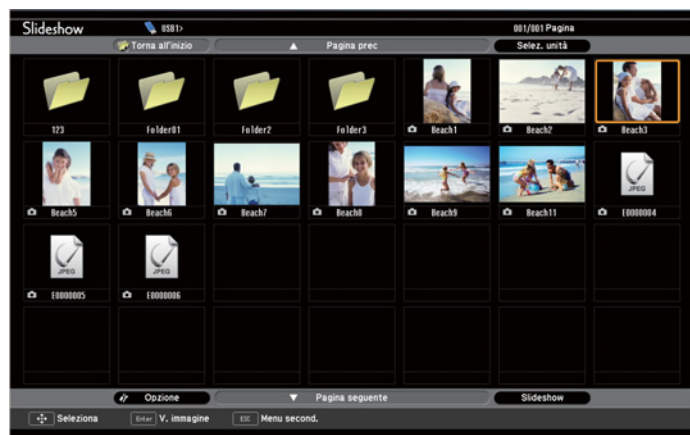 Slideshow USB1> 001/001 Pagina
Torna all'inizio ▲ Pagina prec Selez. unità
123 Folder01 Folder2 Folder3 Beach1 Beach2 Beach3
JPEG
Beach5 Beach6 Beach7 Beach8 Beach9 Beach11 E0000004
JPEG JPEG
E0000005 E0000006
Opzione ▼ Pagina seguente Slideshow
Seleziona Enter V. immagine ESC Menu second.